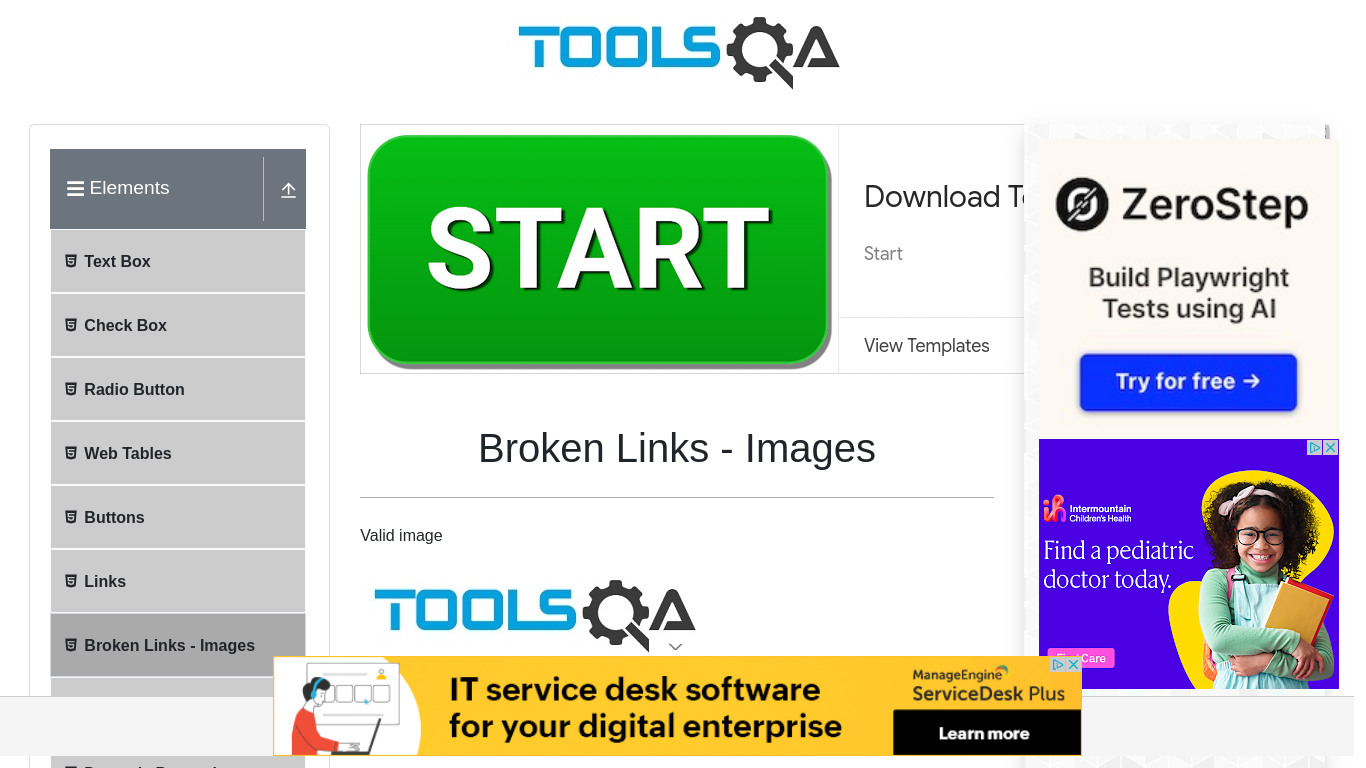 TOOLSQA
Elements
Text Box
Check Box
Radio Button
Web Tables
Buttons
Links
Broken Links - Images
START
Download
Start
View Templates
ZeroStep
Build Playwright
Tests using AI
Try for free →
Broken Links - Images
Valid image
TOOLSQA
Intermountain
Children's Health
Find a pediatric
doctor today.
Care
IT service desk software
for your digital enterprise
ManageEngine
ServiceDesk Plus
Learn more